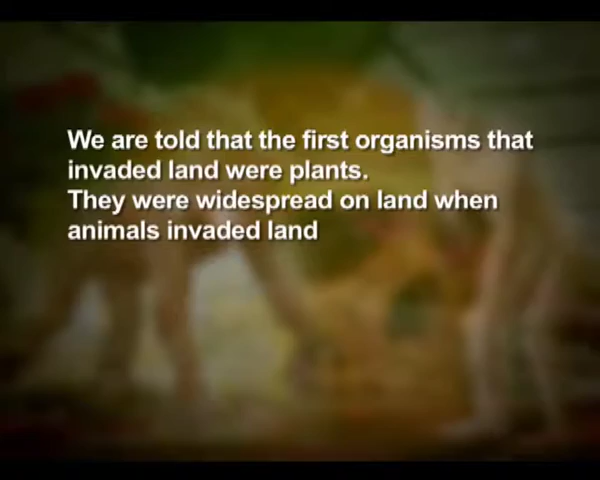 We are told that the first organisms that
invaded land were plants.
They were widespread on land when
animals invaded land